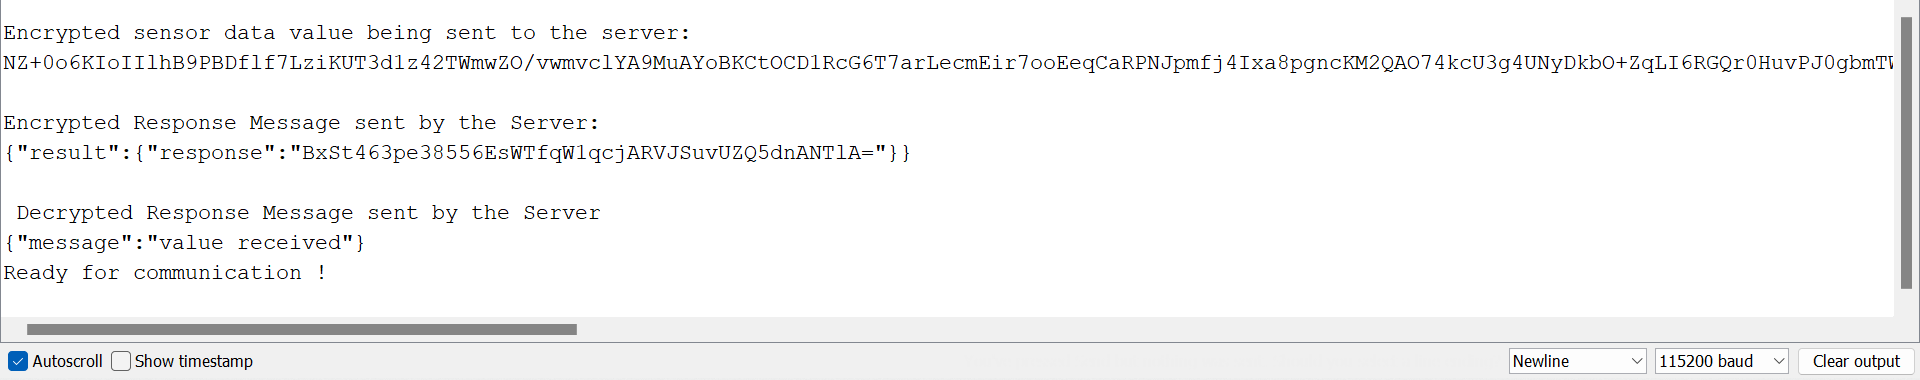 Encrypted sensor data value being sent to the server:
NZ+0o6KIoIIlhB9PBDflf7LziKUT3d1z42TWmwZO/vwmvclYA9MuAYoBKCtOCD1RcG6T7arLecmEir7ooEeqCaRPNJpmfj4Ixa8pgncKM2QAO74kcU3g4UNyDkbO+ZqLI6RGQr0HuvPJ0gbmTW
Encrypted Response Message sent by the Server:
{"result":{"response":"BxSt463pe38556EsWTfqW1qcjARVJSuvUZQ5dnANTlA="}}
Decrypted Response Message sent by the Server
{"message":"value received"}
Ready for communication !
Autoscroll Show timestamp Newline 115200 baud Clear output